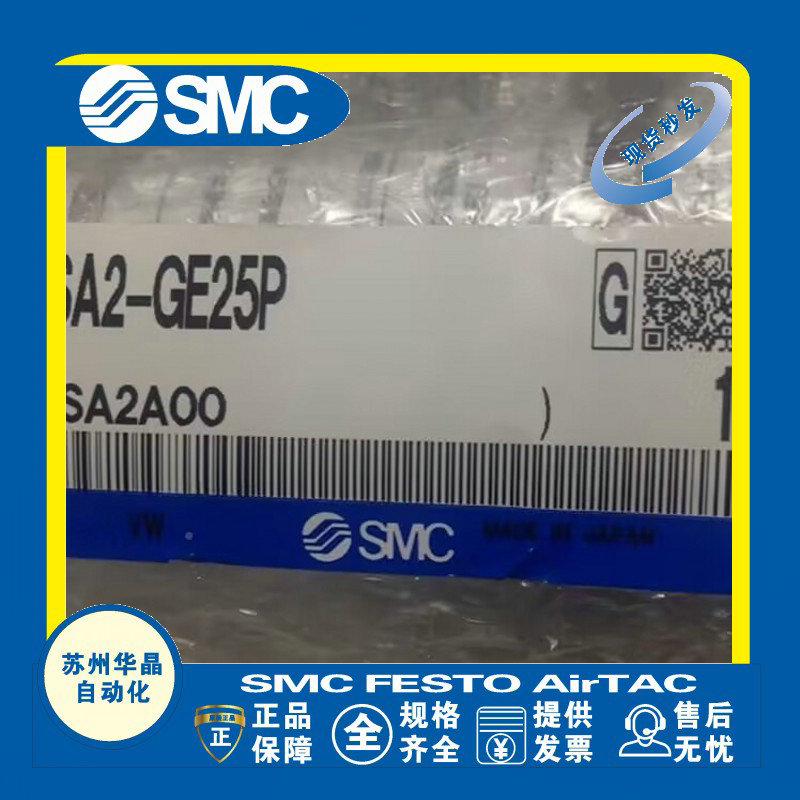 SMC
现货秒发
SA2-GE25P
G
SA2A00
)
VW
SMC
MADE IN JAPAN
苏州华晶
自动化
SMC FESTO AirTAC
正
正品
保障
全
规格
齐全
¥
提供
发票
售后
无忧